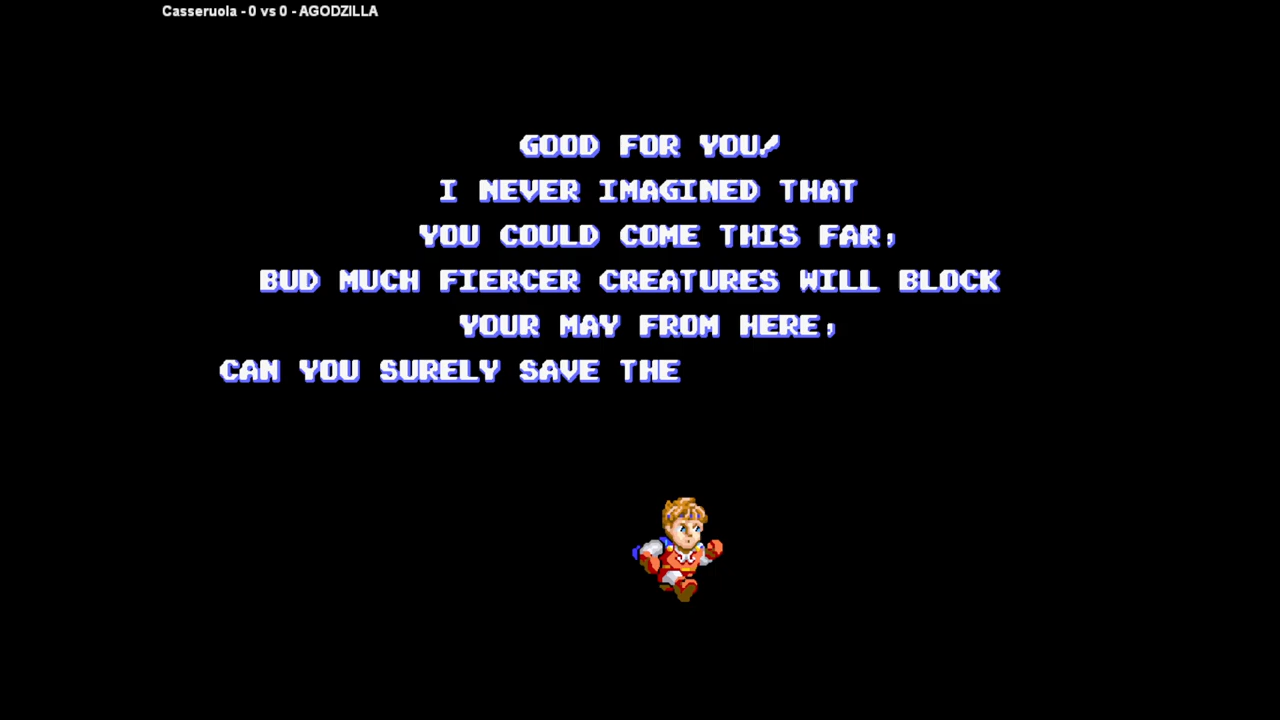 Casseruola - 0 vs 0 - AGODZILLA
GOOD FOR YOU!
I NEVER IMAGINED THAT
YOU COULD COME THIS FAR,
BUD MUCH FIERCER CREATURES WILL BLOCK
YOUR MAY FROM HERE,
CAN YOU SURELY SAVE THE